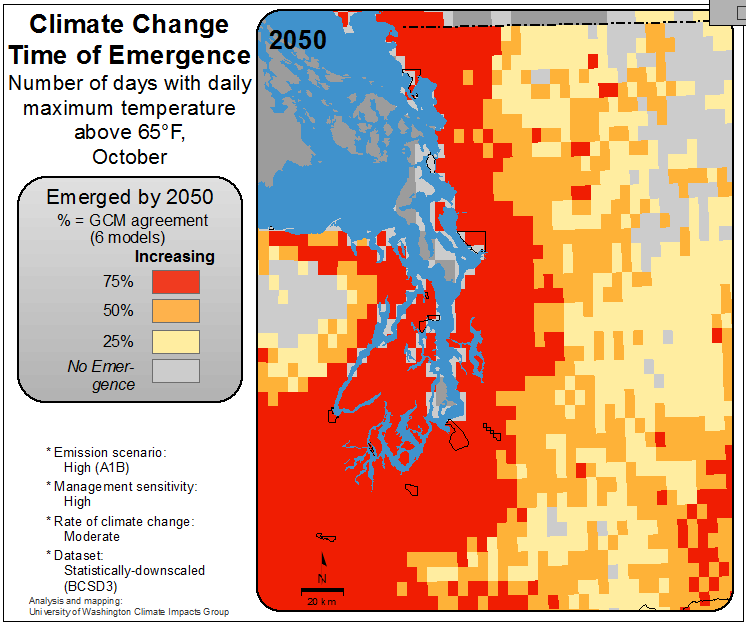 Climate Change
Time of Emergence
Number of days with daily
maximum temperature
above 65°F,
October
Emerged by 2050
% = GCM agreement
(6 models)
Increasing
75%
50%
25%
No Emer-
gence
* Emission scenario:
High (A1B)
* Management sensitivity:
High
* Rate of climate change:
Moderate
* Dataset:
Statistically-downscaled
(BCSD3)
Analysis and mapping:
University of Washington Climate Impacts Group
2050
N
20 km